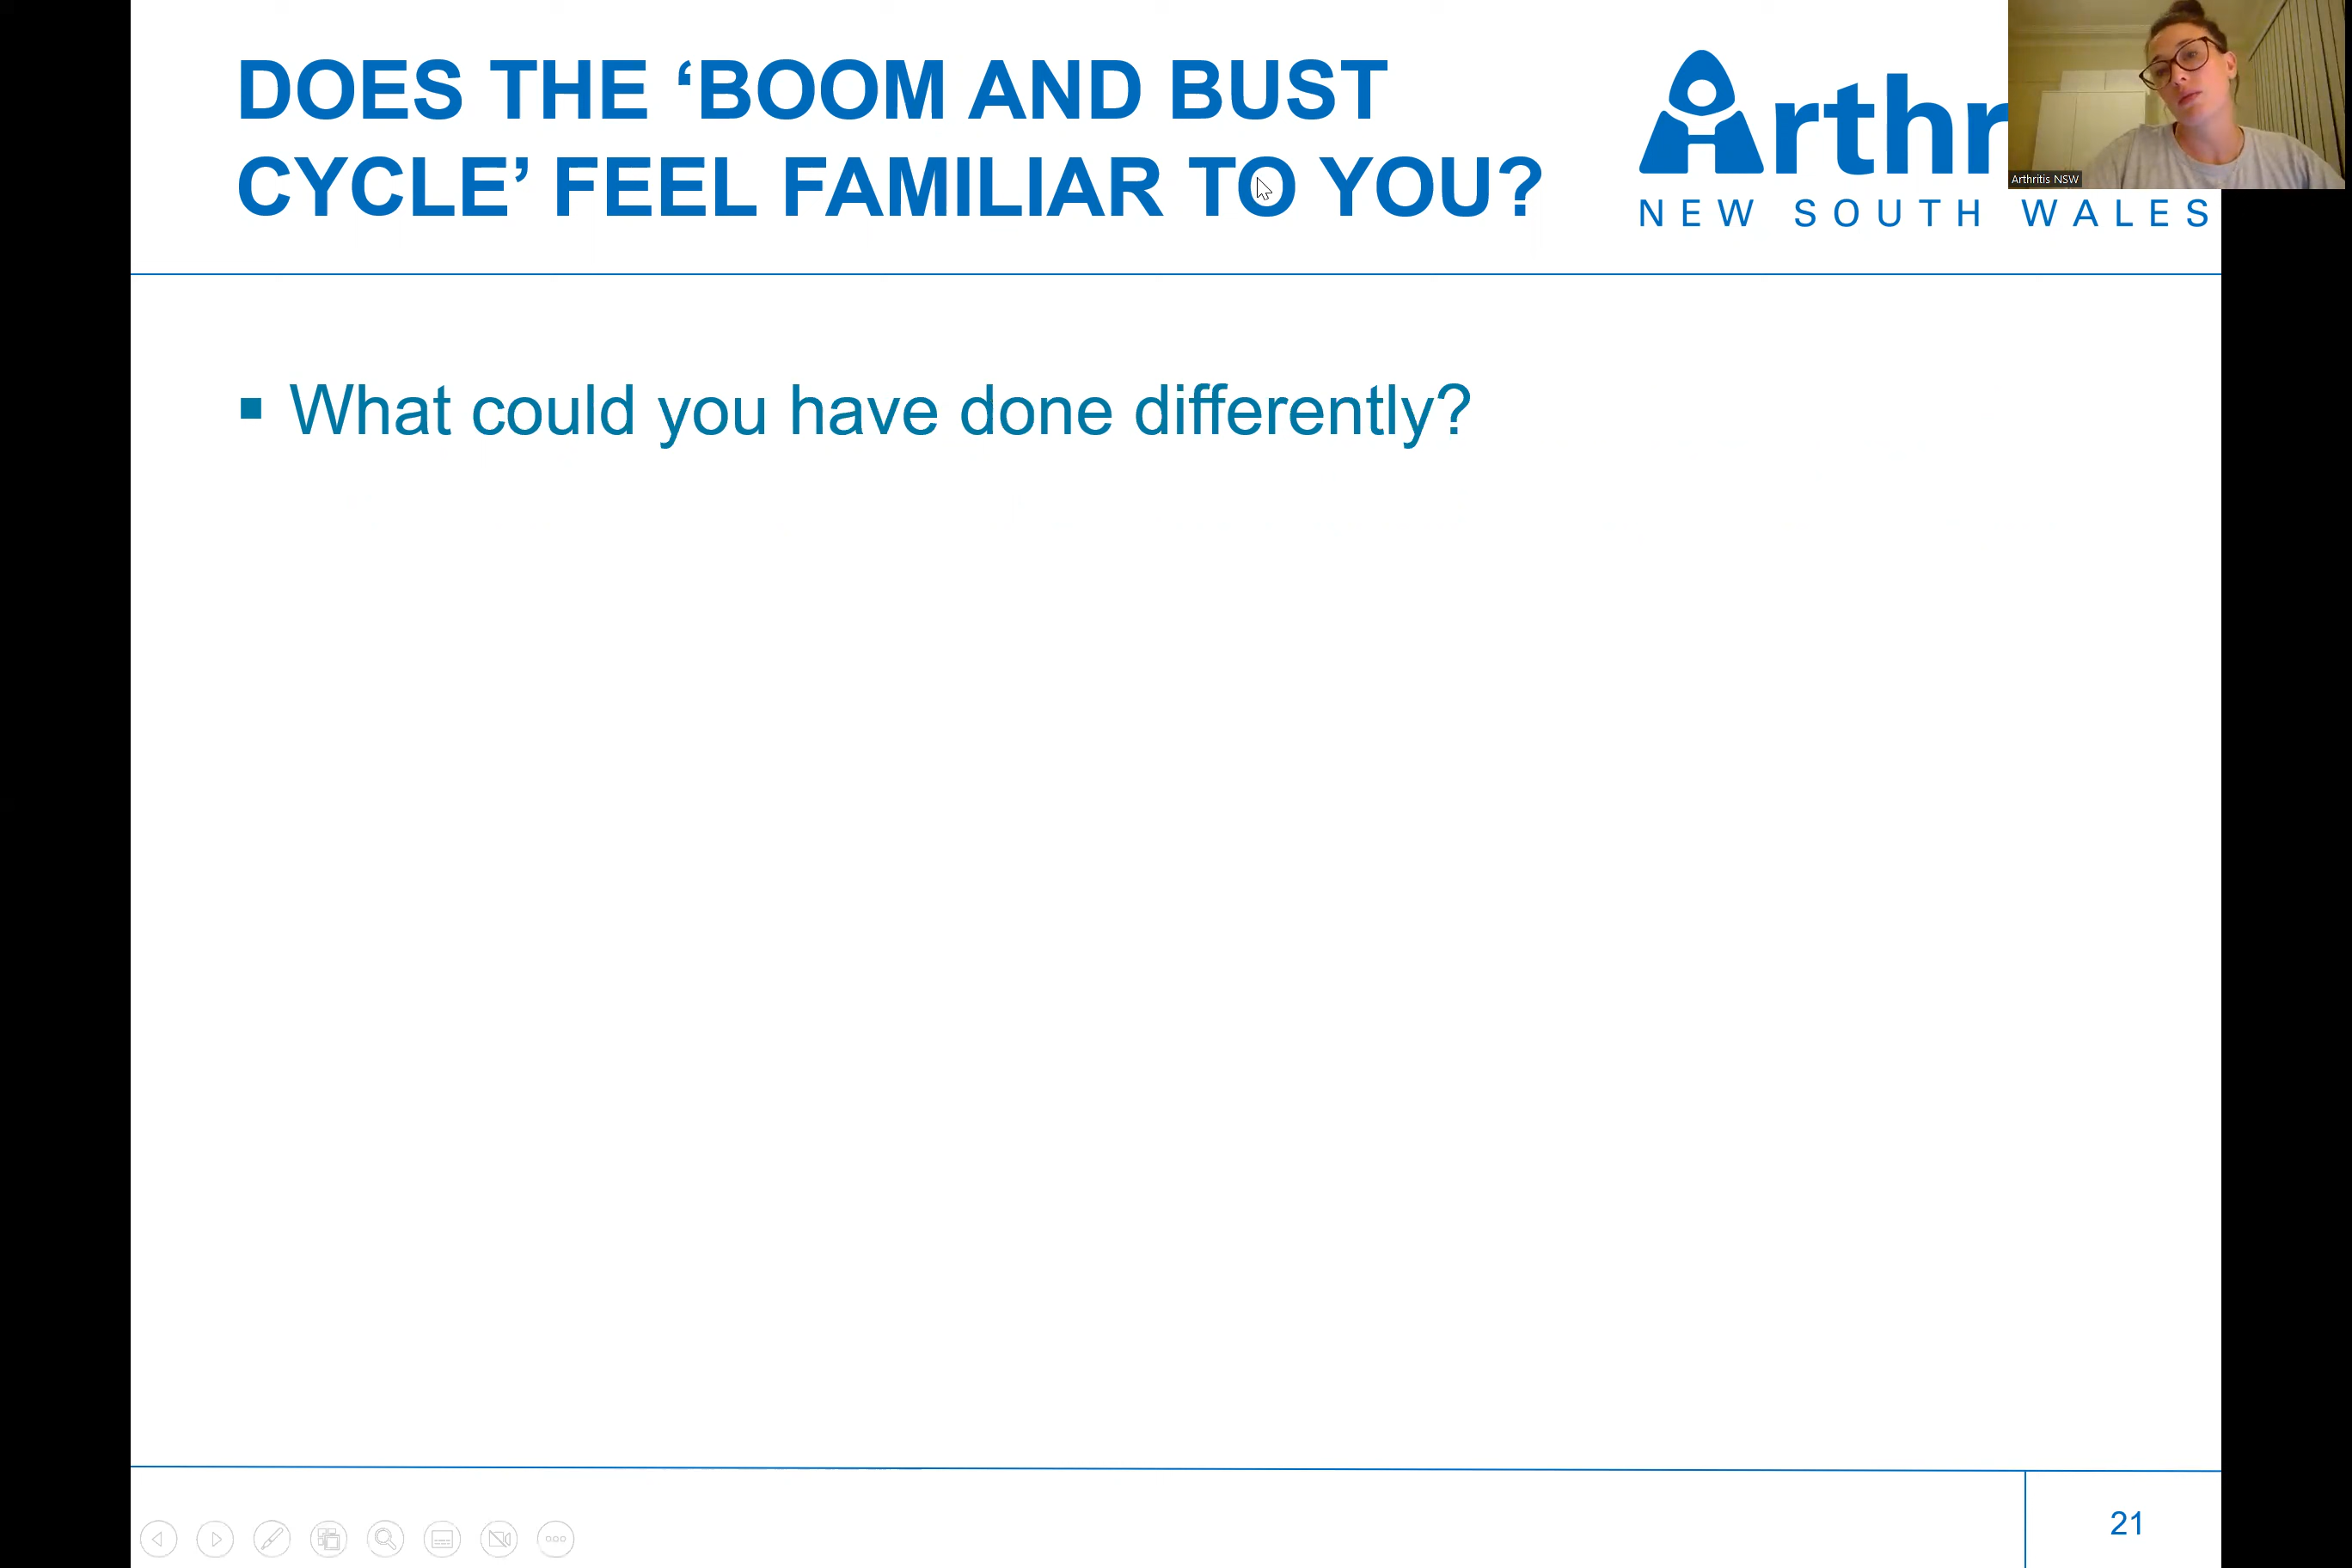 DOES THE ‘BOOM AND BUST
CYCLE’ FEEL FAMILIAR TO YOU?
Arthr
NEW SOUTH WALES
Arthritis NSW
▪ What could you have done differently?
21